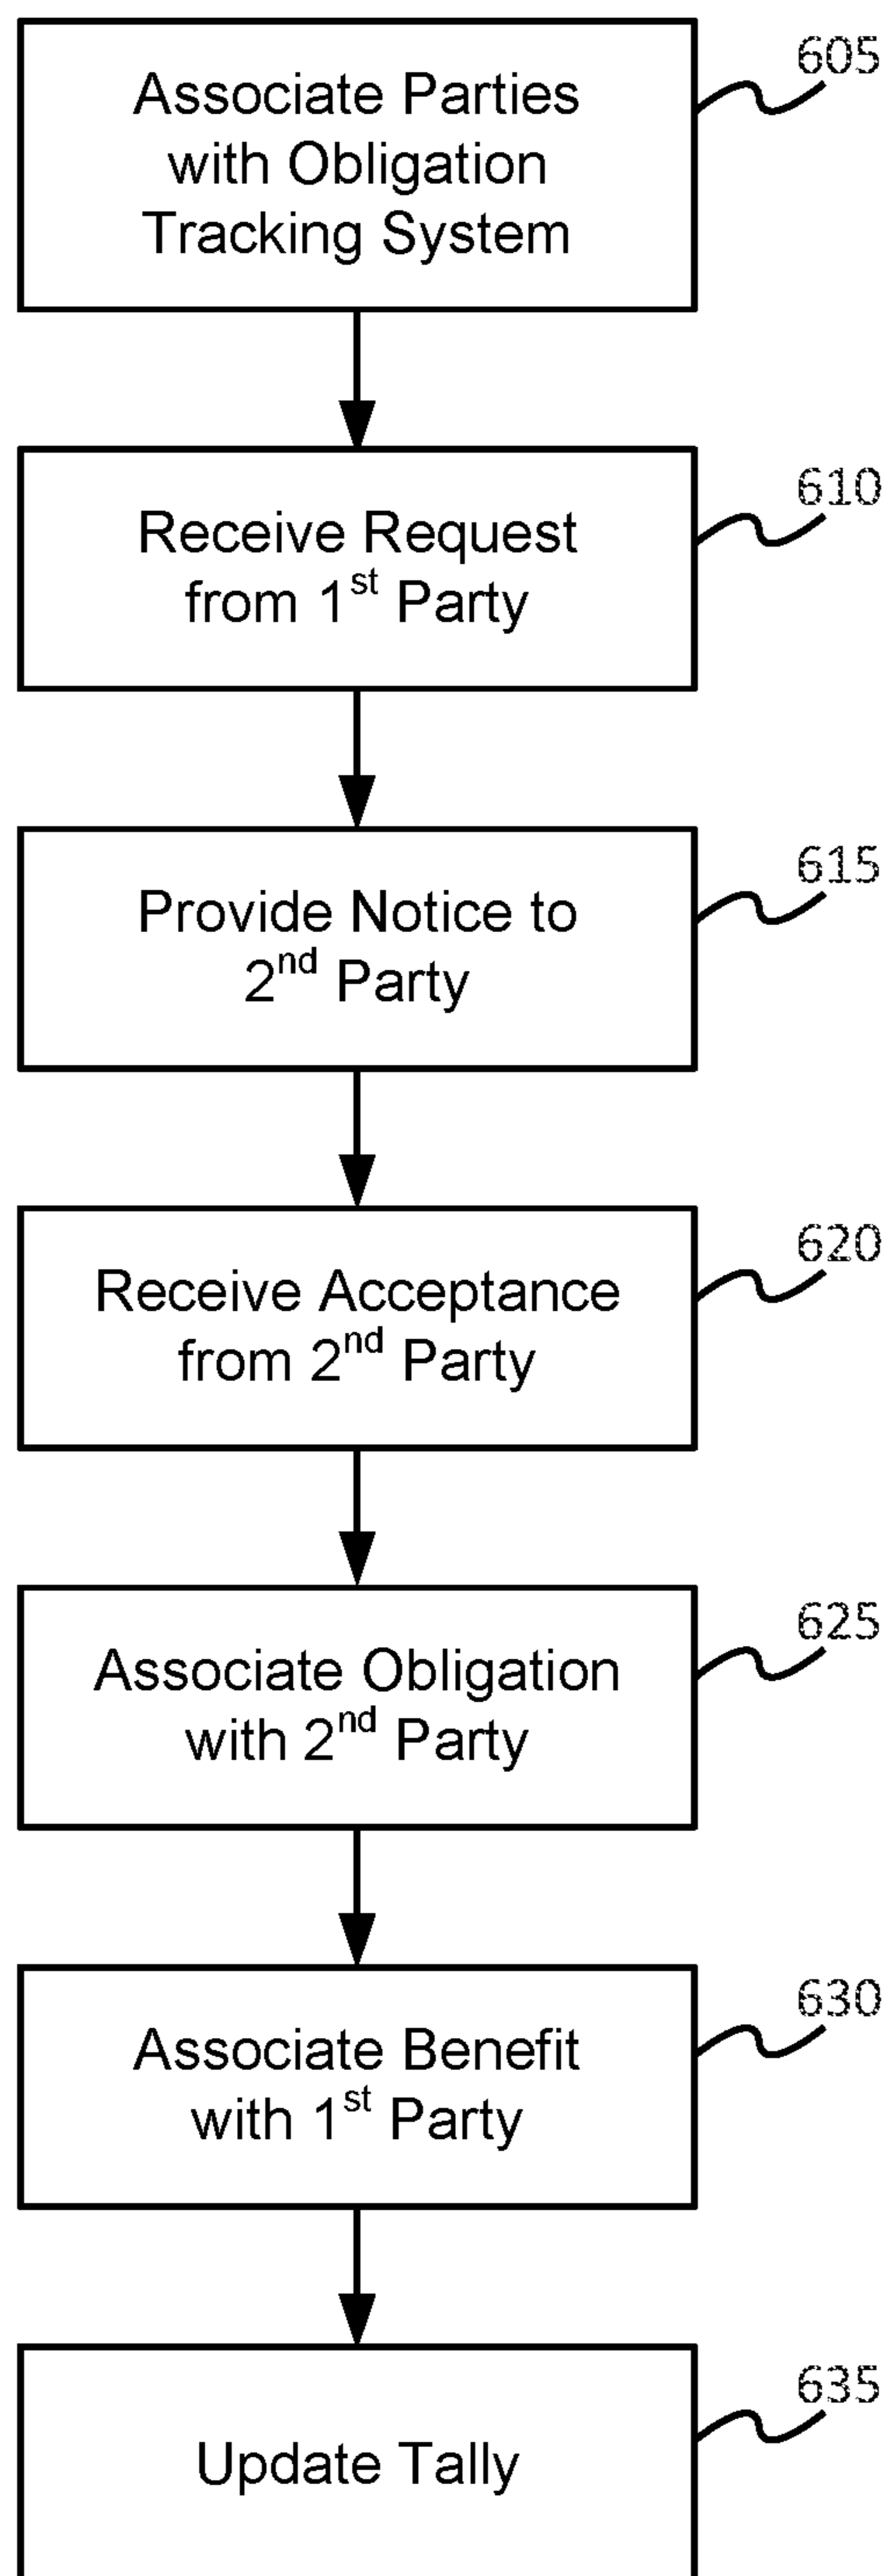 605
Associate Parties
with Obligation
Tracking System
610
Receive Request
from 1st Party
615
Provide Notice to
2nd Party
620
Receive Acceptance
from 2nd Party
625
Associate Obligation
with 2nd Party
630
Associate Benefit
with 1st Party
635
Update Tally